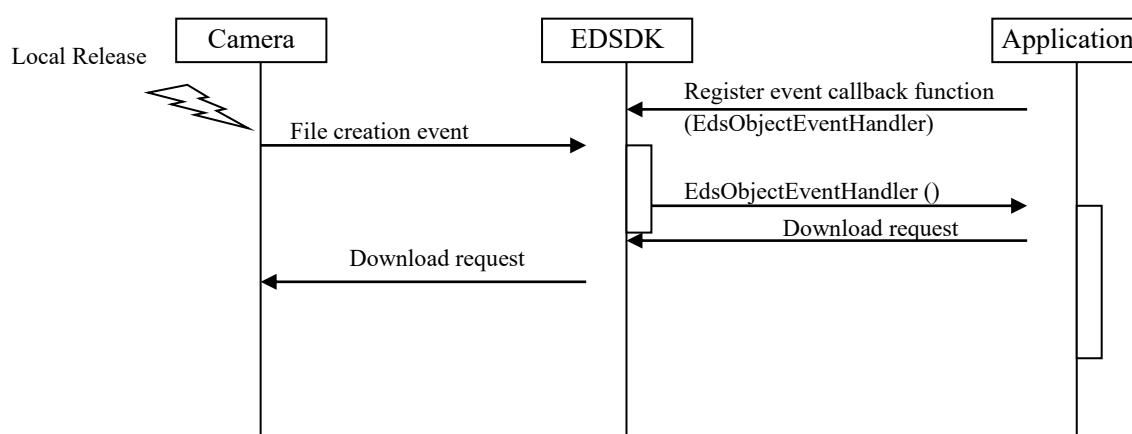 Camera
EDSDK
Application
Local Release
Register event callback function
(EdsObjectEventHandler)
File creation event
EdsObjectEventHandler ()
Download request
Download request